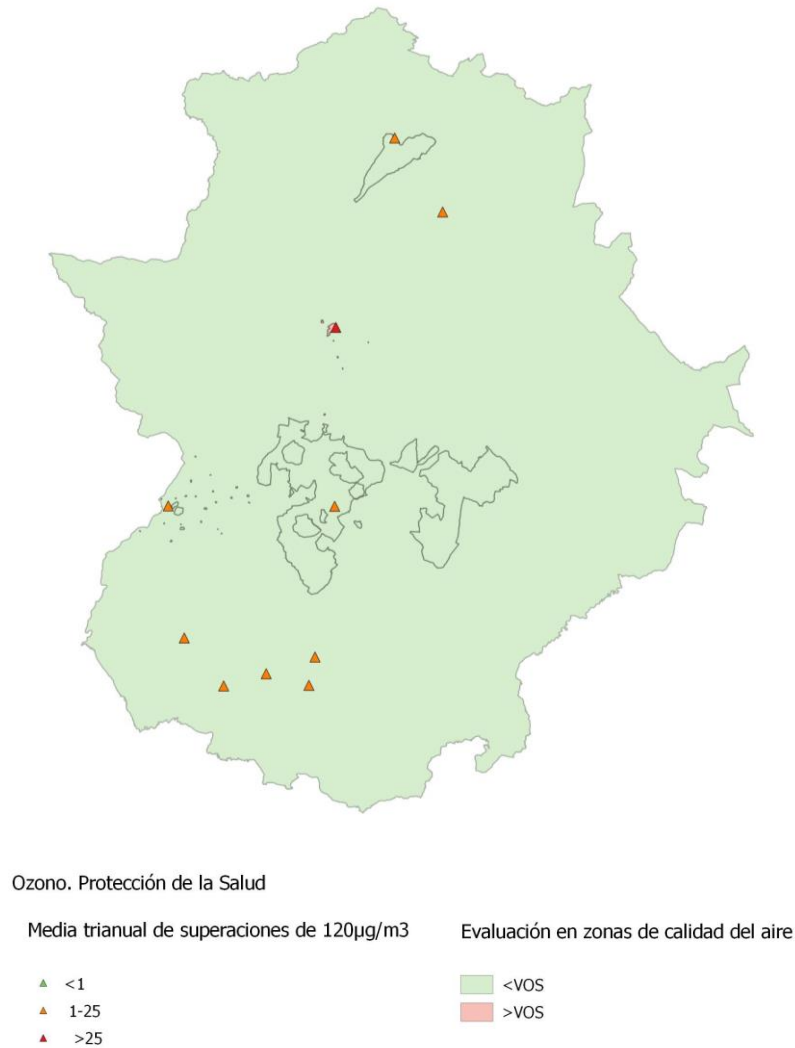 Ozono. Protección de la Salud
Media trianual de superaciones de 120µg/m3
<1
1-25
>25
Evaluación en zonas de calidad del aire
<VOS
>VOS